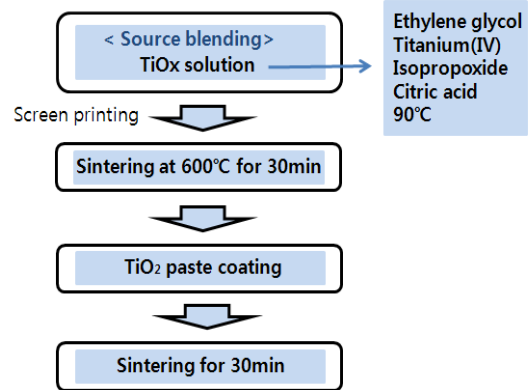 < Source blending>
TiOx solution
Ethylene glycol
Titanium(IV)
Isopropoxide
Citric acid
90℃
Screen printing
Sintering at 600℃ for 30min
TiO₂ paste coating
Sintering for 30min